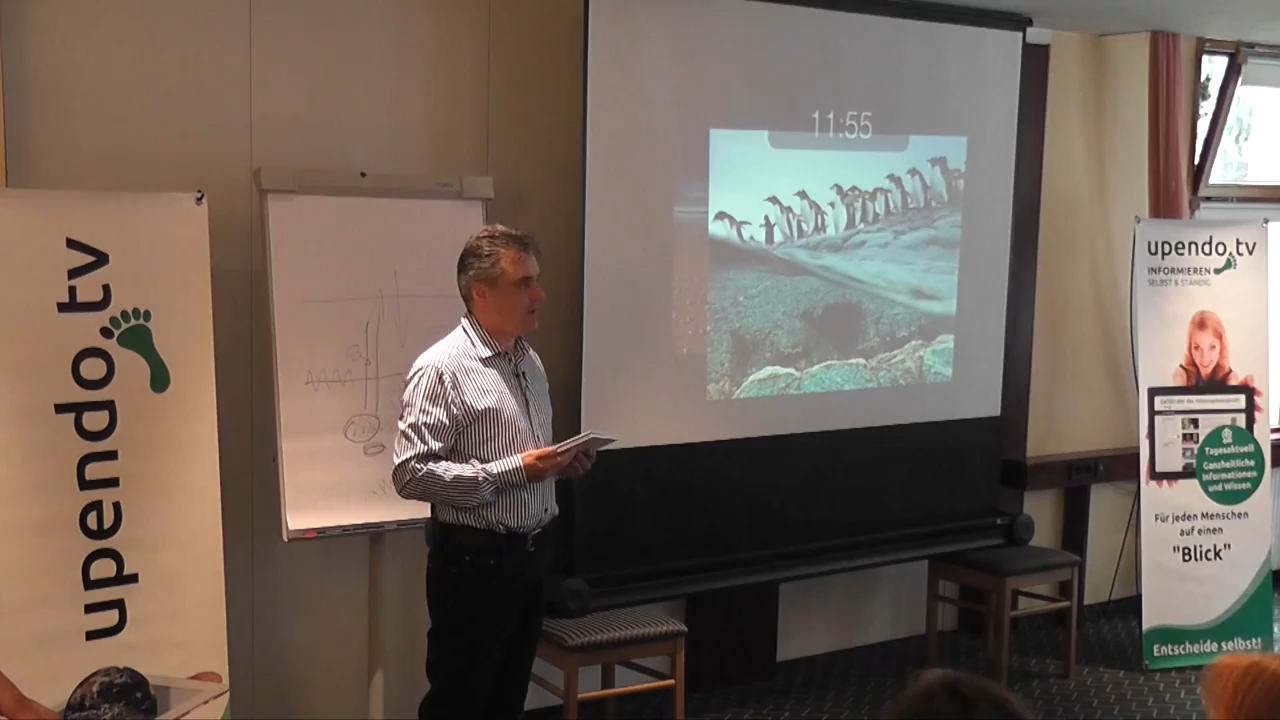 upendo.tv
11:55
upendo.tv
INFORMIEREN
SELBST & STÄNDIG
Tagesaktuell
Ganzheitliche
Informationen
und Wissen
Für jeden Menschen
auf einen
"Blick"
Entscheide selbst!